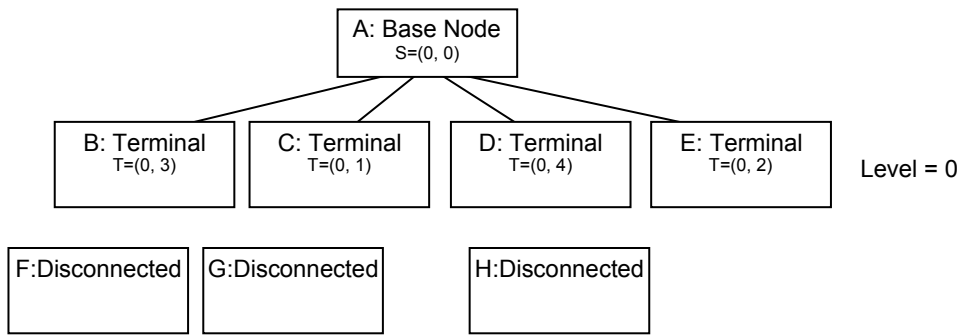 A: Base Node
S=(0, 0)
B: Terminal
T=(0, 3)
C: Terminal
T=(0, 1)
D: Terminal
T=(0, 4)
E: Terminal
T=(0, 2)
Level = 0
F:Disconnected
G:Disconnected
H:Disconnected